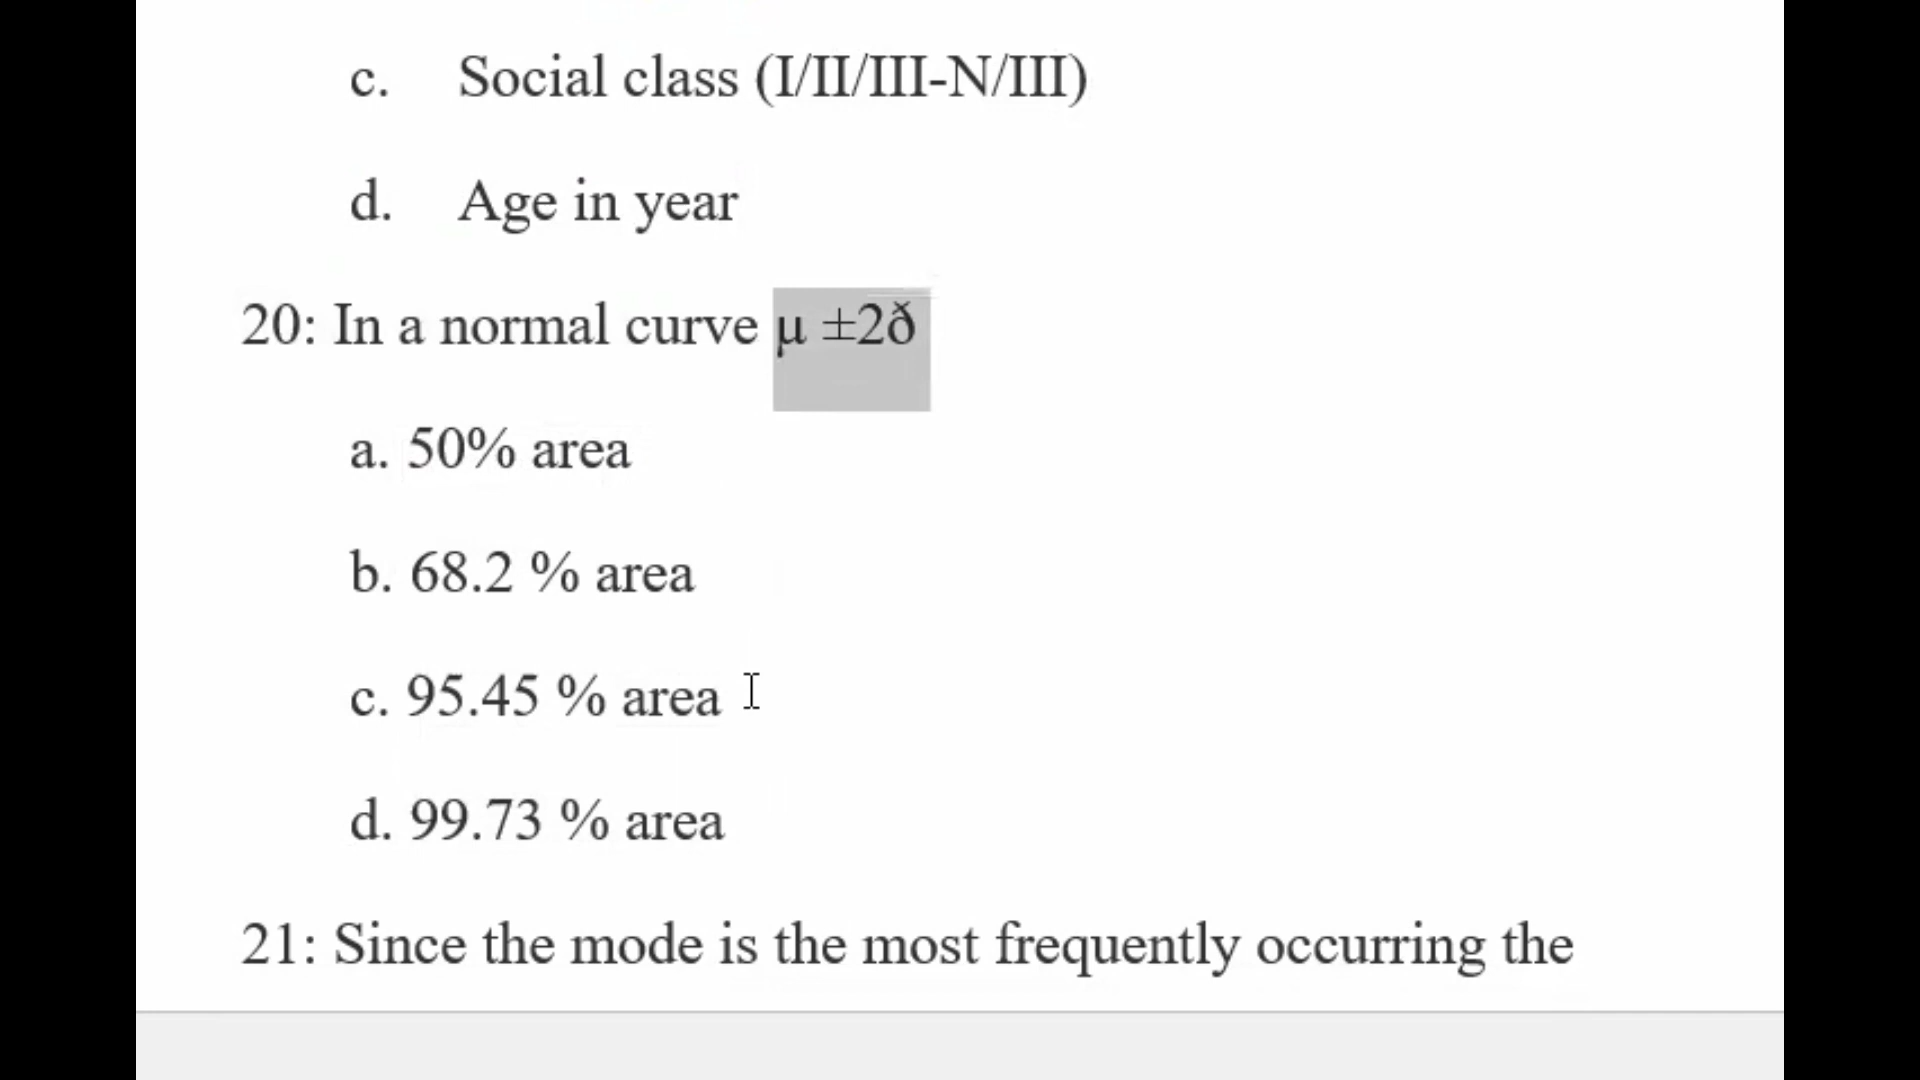 c. Social class (I/II/III-N/III)
d. Age in year
20: In a normal curve µ ±2ð
a. 50% area
b. 68.2 % area
c. 95.45 % area
d. 99.73 % area
21: Since the mode is the most frequently occurring the